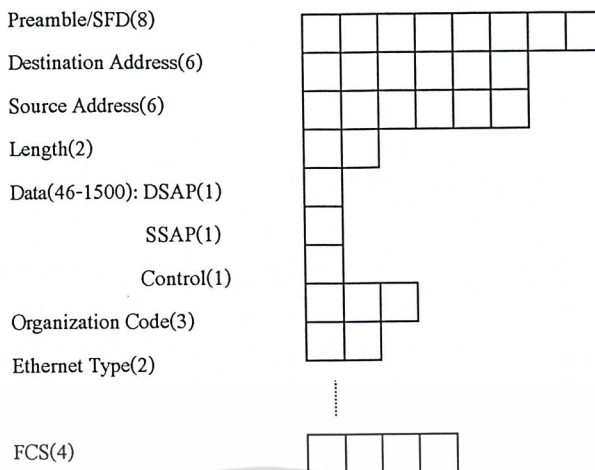 Preamble/SFD(8)
Destination Address(6)
Source Address(6)
Length(2)
Data(46-1500): DSAP(1)
SSAP(1)
Control(1)
Organization Code(3)
Ethernet Type(2)
FCS(4)